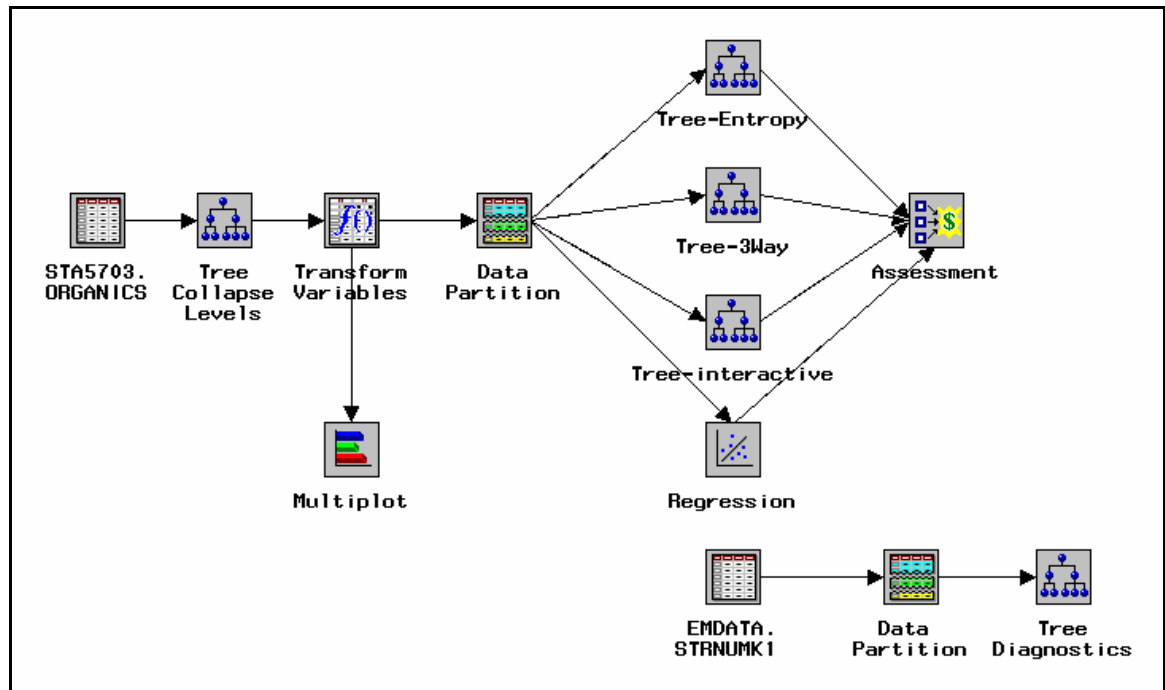 Tree-Entropy
Tree-3Way
STA5703.
ORGANICS
Tree
Collapse
Levels
Transform
Variables
Data
Partition
Assessment
Tree-interactive
Multiplot
Regression
EMDATA.
STRNUMK1
Data
Partition
Tree
Diagnostics